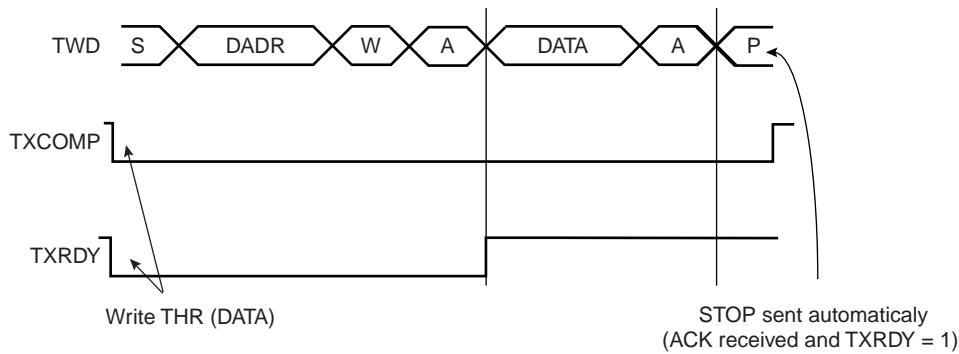 TWD S DADR W A DATA A P
TXCOMP
TXRDY
Write THR (DATA)
STOP sent automaticaly
(ACK received and TXRDY = 1)